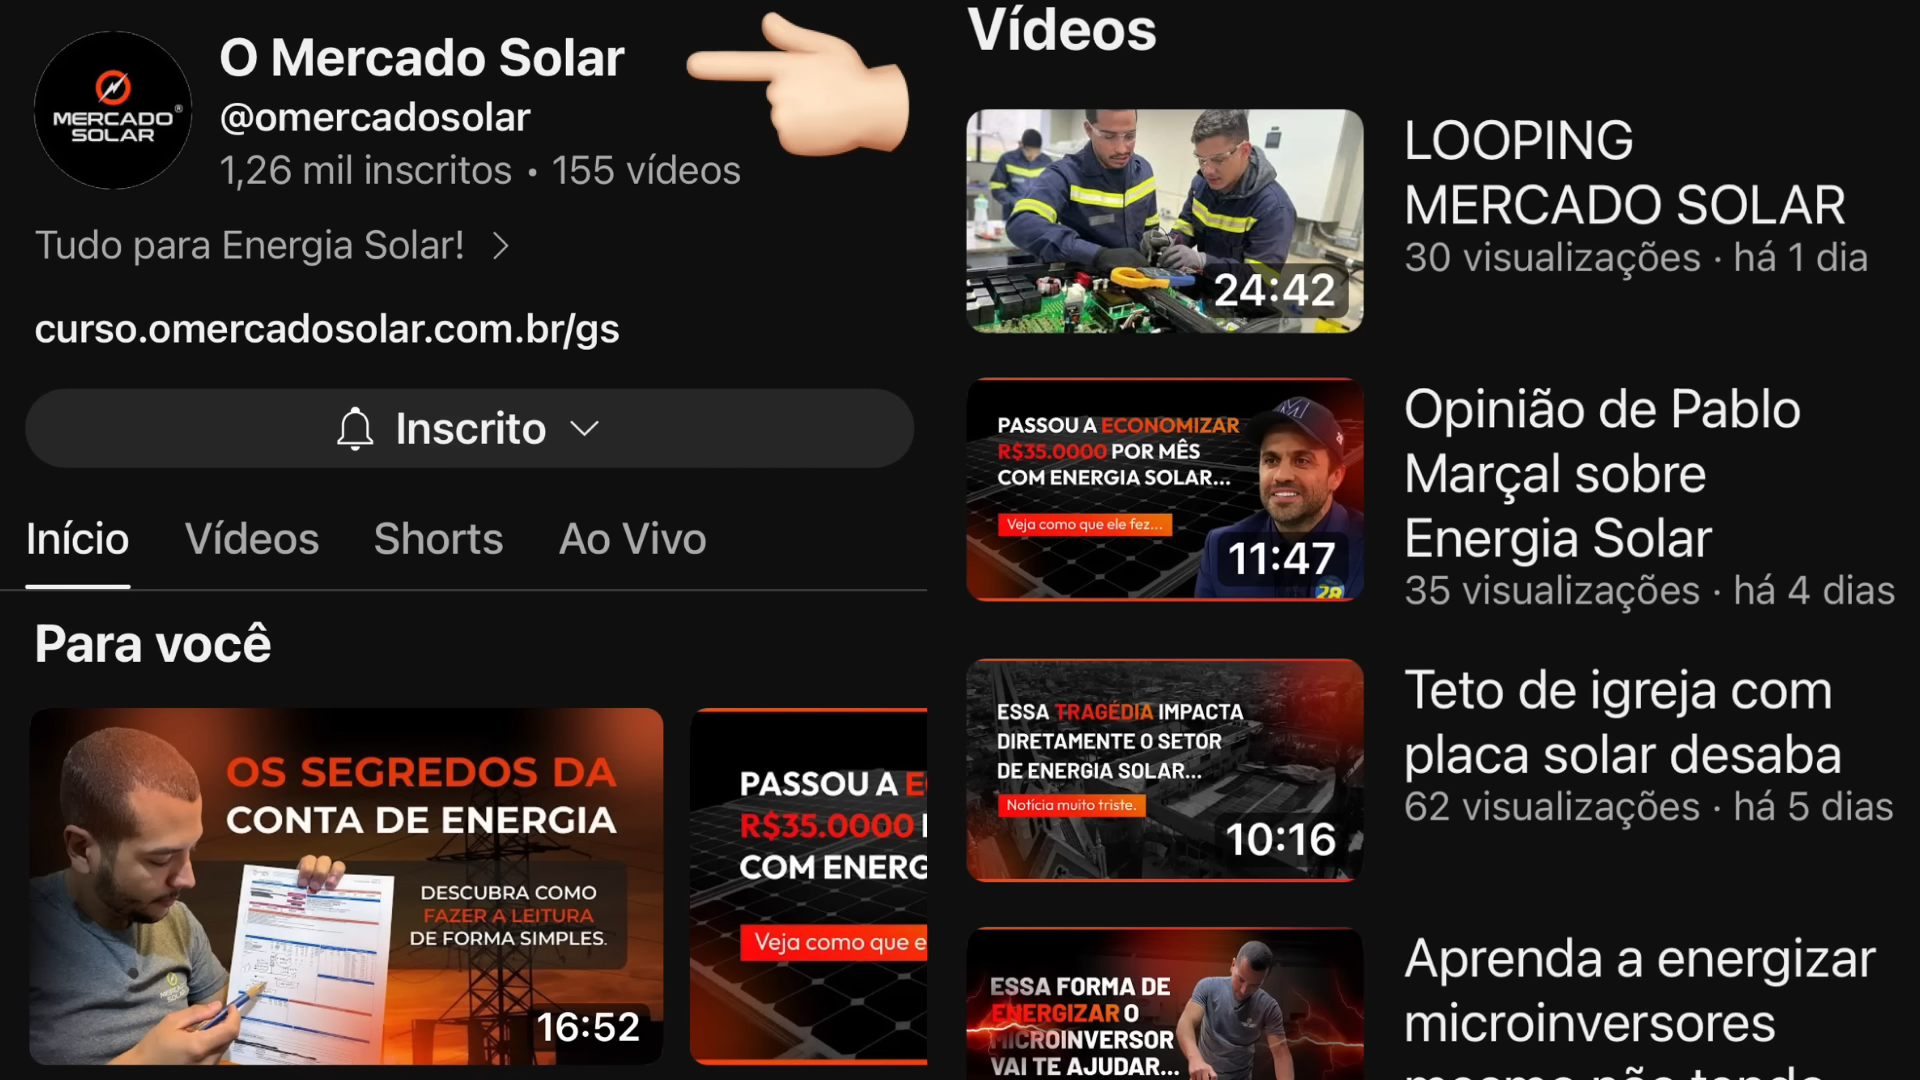 MERCADO®
SOLAR
O Mercado Solar
@omercadosolar
1,26 mil inscritos • 155 vídeos
Tudo para Energia Solar! >
curso.omercadosolar.com.br/gs
Inscrito
Início
Vídeos
Shorts
Ao Vivo
Para você
OS SEGREDOS DA
CONTA DE ENERGIA
DESCUBRA COMO
FAZER A LEITURA
DE FORMA SIMPLES.
16:52
PASSOU A
R$35.0000
COM ENERG
Veja como que e
Vídeos
24:42
LOOPING
MERCADO SOLAR
30 visualizações · há 1 dia
PASSOU A ECONOMIZAR
R$35.0000 POR MÊS
COM ENERGIA SOLAR...
Veja como que ele fez...
28
11:47
Opinião de Pablo
Marçal sobre
Energia Solar
35 visualizações · há 4 dias
ESSA TRAGÉDIA IMPACTA
DIRETAMENTE O SETOR
DE ENERGIA SOLAR...
Notícia muito triste.
10:16
Teto de igreja com
placa solar desaba
62 visualizações · há 5 dias
ESSA FORMA DE
ENERGIZAR O
MICROINVERSOR
VAI TE AJUDAR...
Aprenda a energizar
microinversores